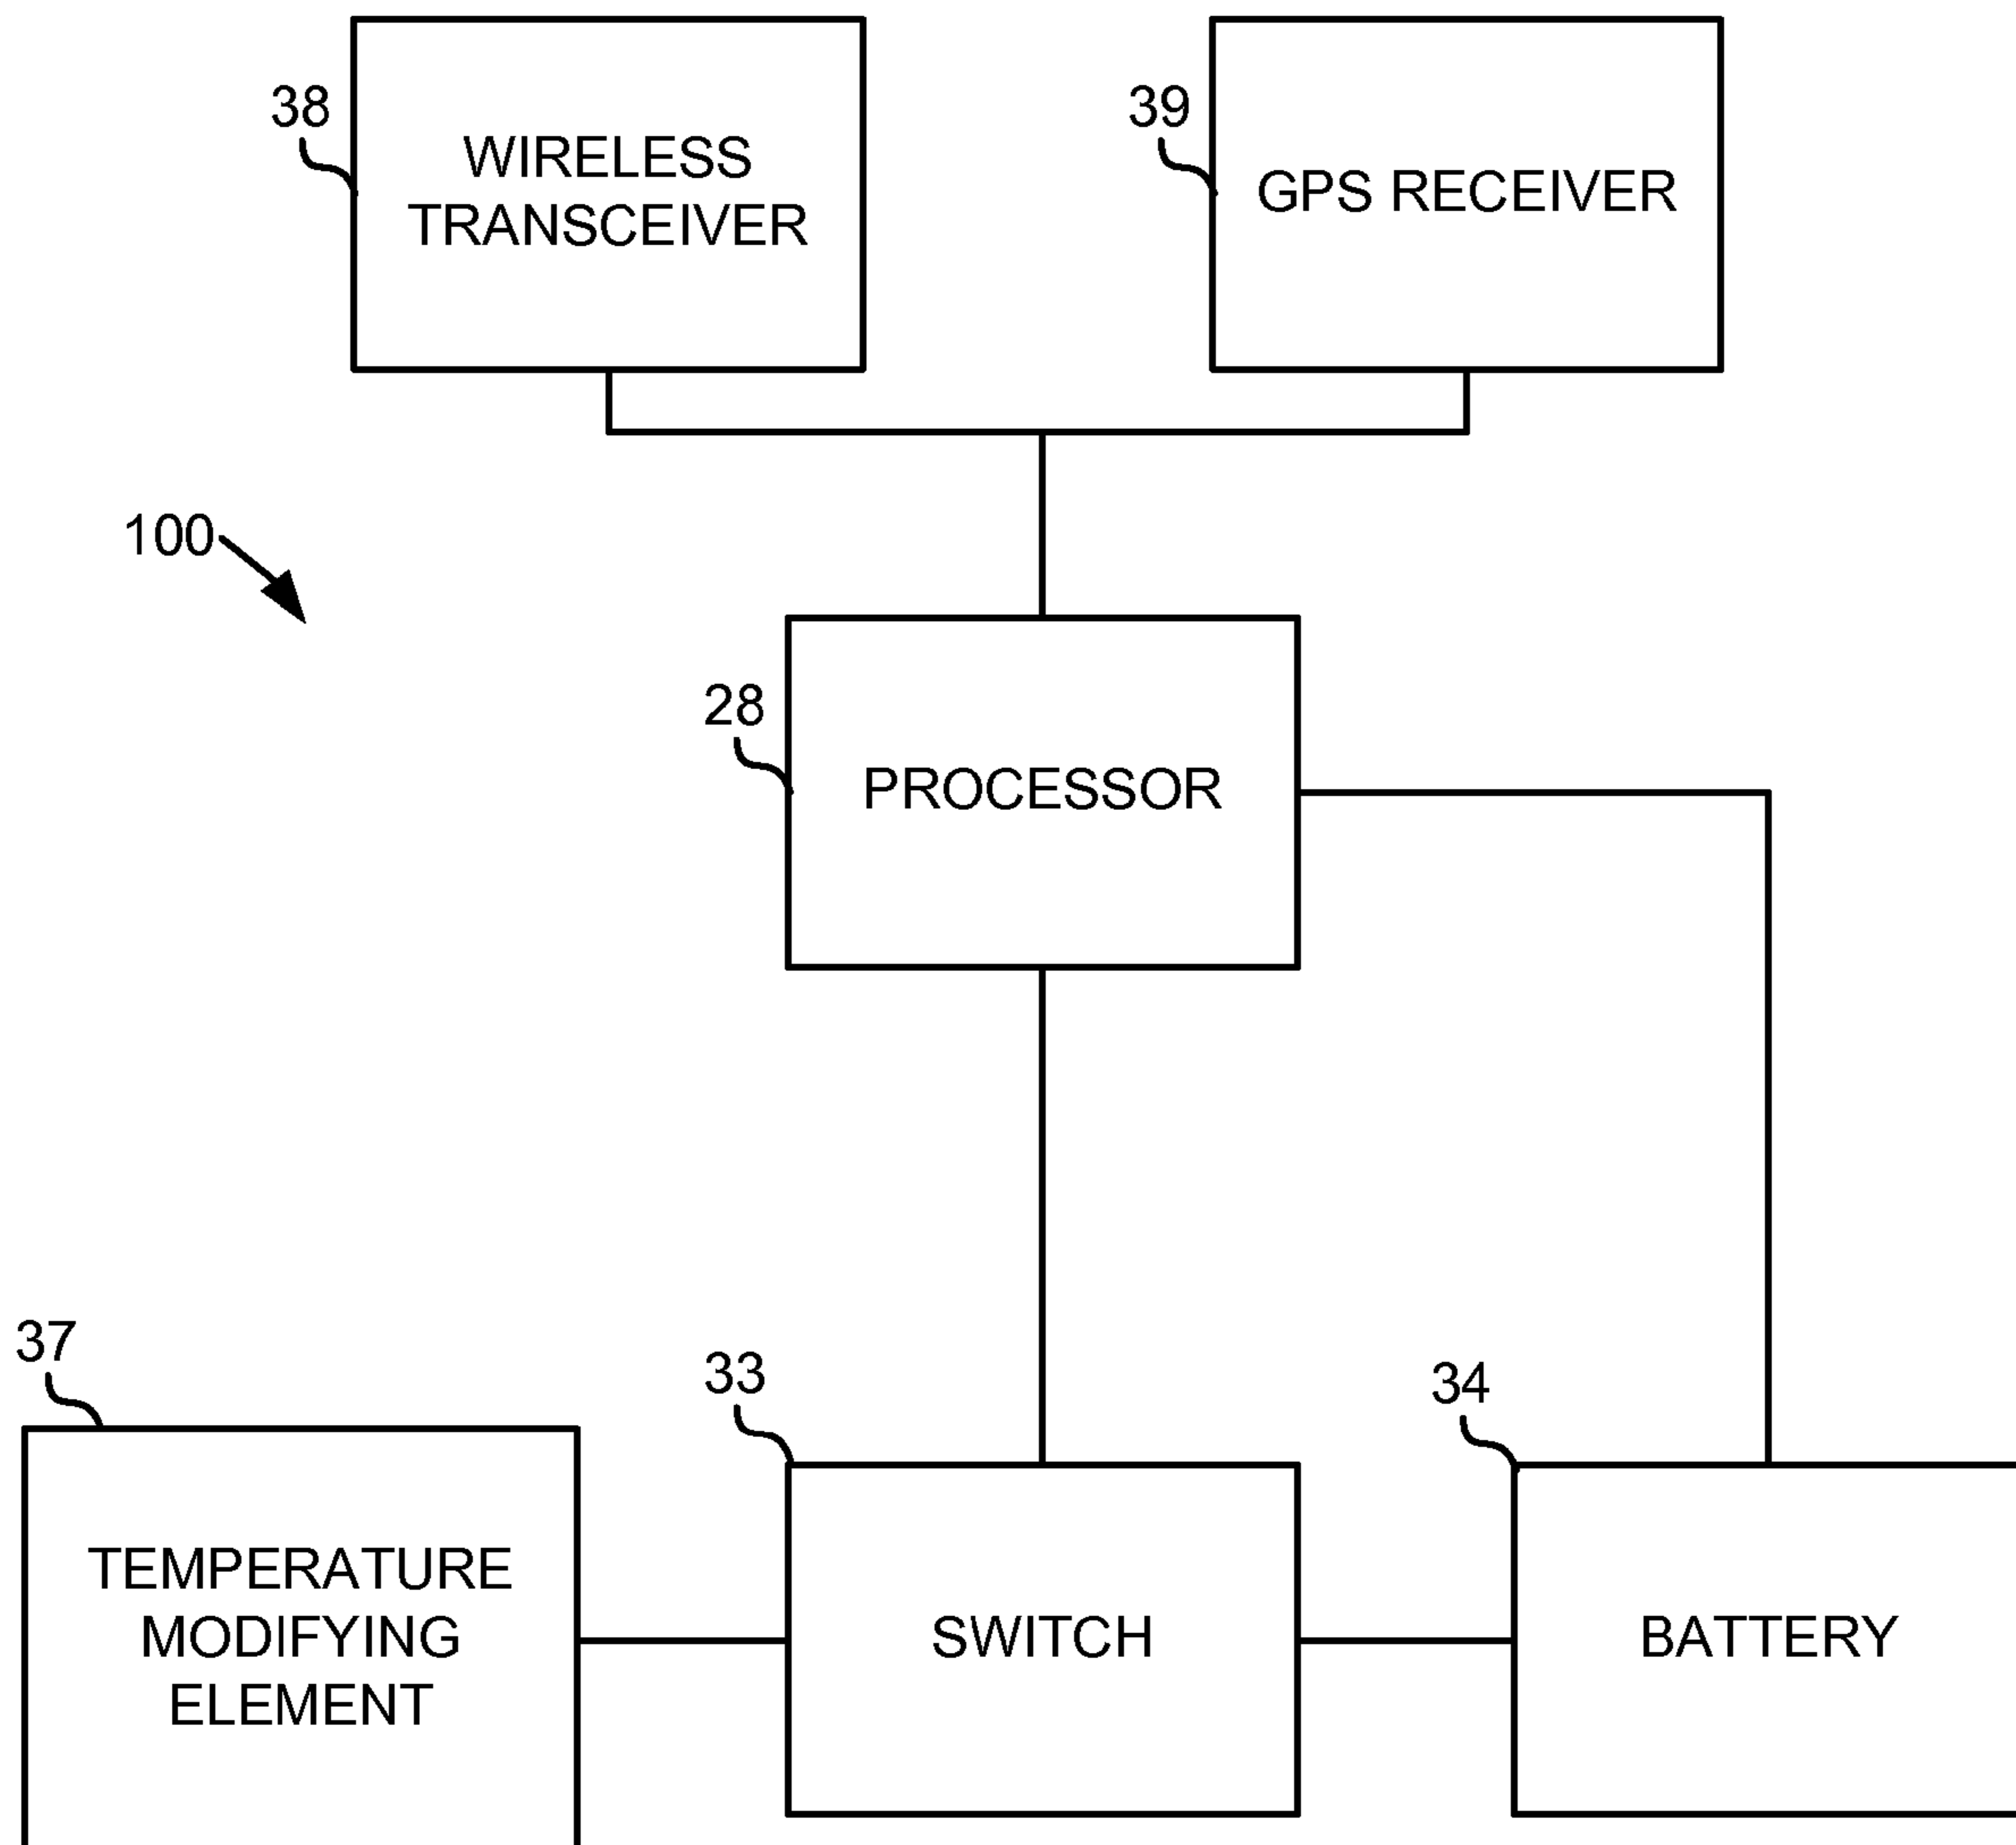 38
WIRELESS
TRANSCEIVER
39
GPS RECEIVER
100
28
PROCESSOR
37
TEMPERATURE
MODIFYING
ELEMENT
33
SWITCH
34
BATTERY